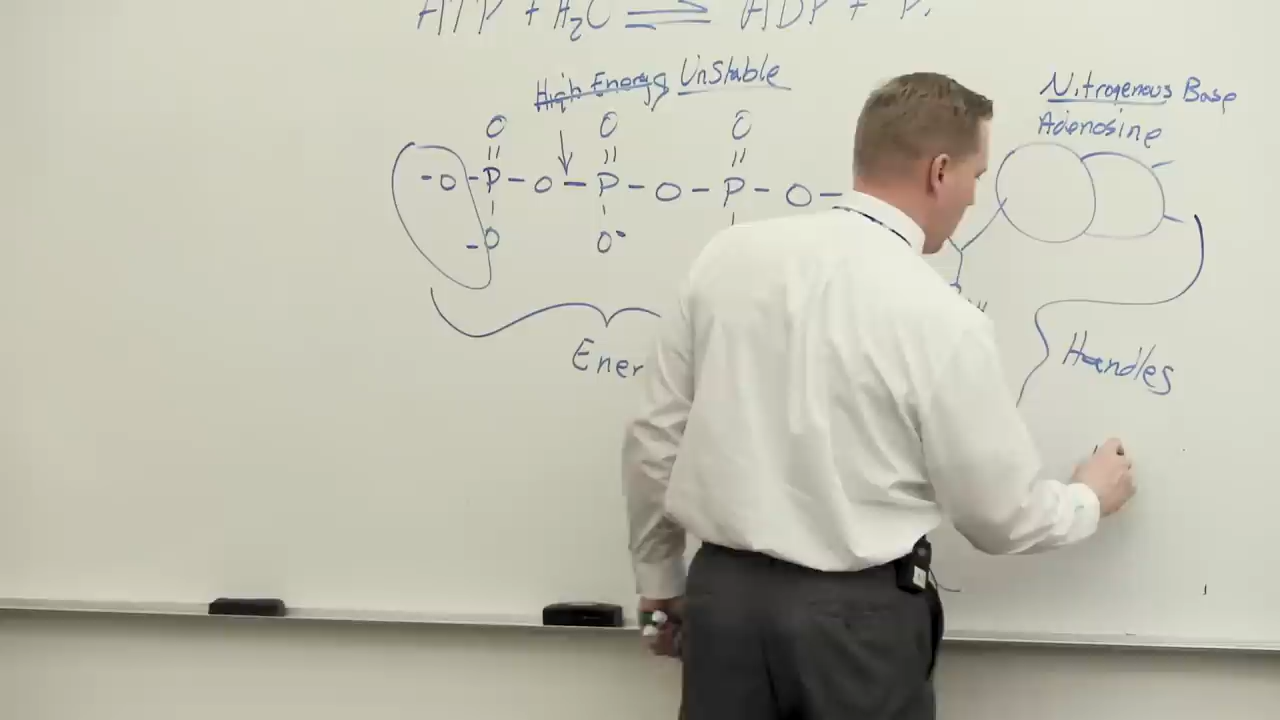 ATP + H₂O ⇌ ADP + Pᵢ
High Energy Unstable
Nitrogenous Base
Adenosine
O O O
|| || ||
-O-P-O-P-O-P-O-
-O O-
Ener
Handles